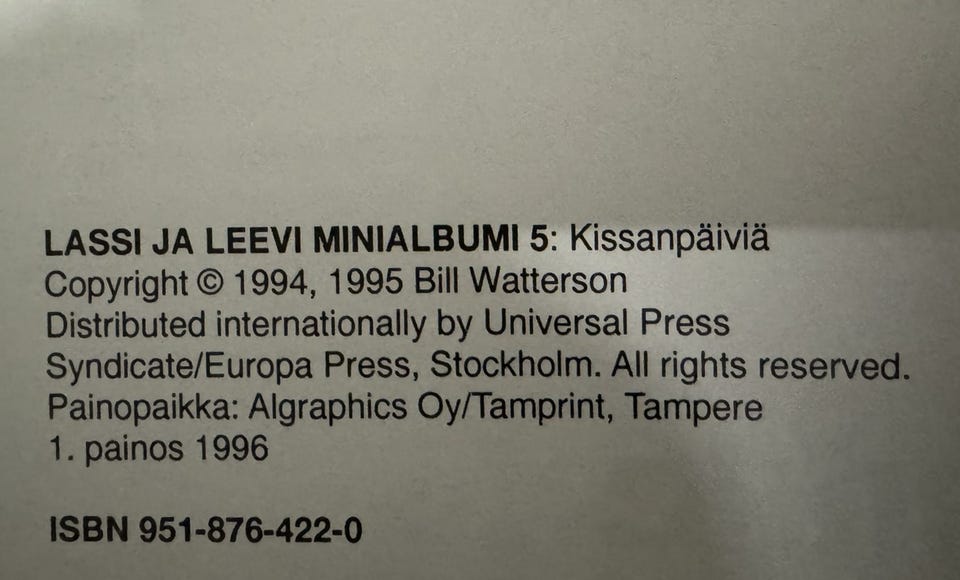 LASSI JA LEEVI MINIALBUMI 5: Kissanpäiviä
Copyright © 1994, 1995 Bill Watterson
Distributed internationally by Universal Press
Syndicate/Europa Press, Stockholm. All rights reserved.
Painopaikka: Algraphics Oy/Tamprint, Tampere
1. painos 1996
ISBN 951-876-422-0